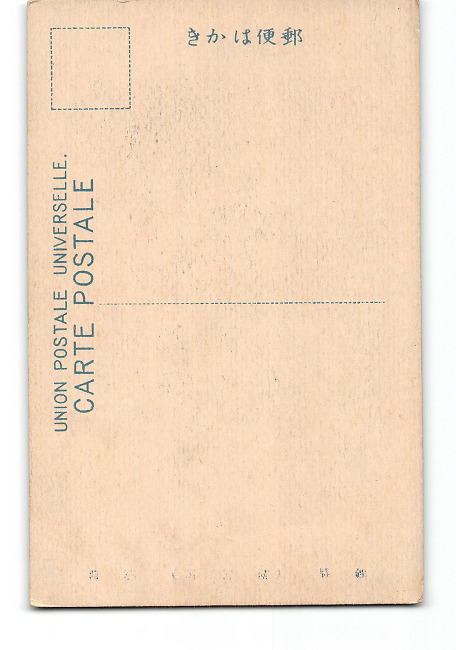 きかは便郵
UNION POSTALE UNIVERSELLE.
CARTE POSTALE